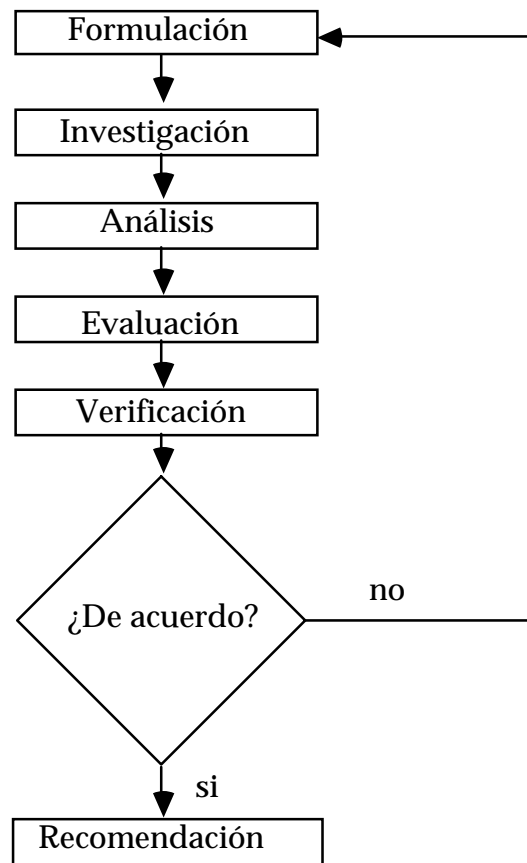 Formulación
Investigación
Análisis
Evaluación
Verificación
¿De acuerdo?
no
si
Recomendación